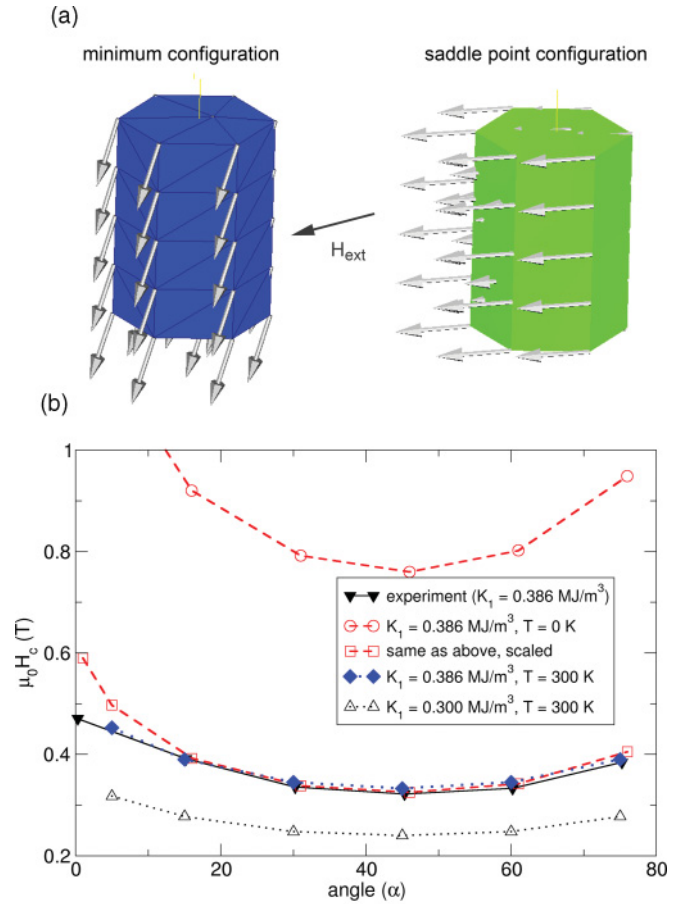 (a)
minimum configuration
saddle point configuration
H_ext
(b)
1
0.8
0.6
0.4
0.2
μ₀H_c (T)
experiment (K₁ = 0.386 MJ/m³)
K₁ = 0.386 MJ/m³, T = 0 K
same as above, scaled
K₁ = 0.386 MJ/m³, T = 300 K
K₁ = 0.300 MJ/m³, T = 300 K
0 20 40 60 80
angle (α)